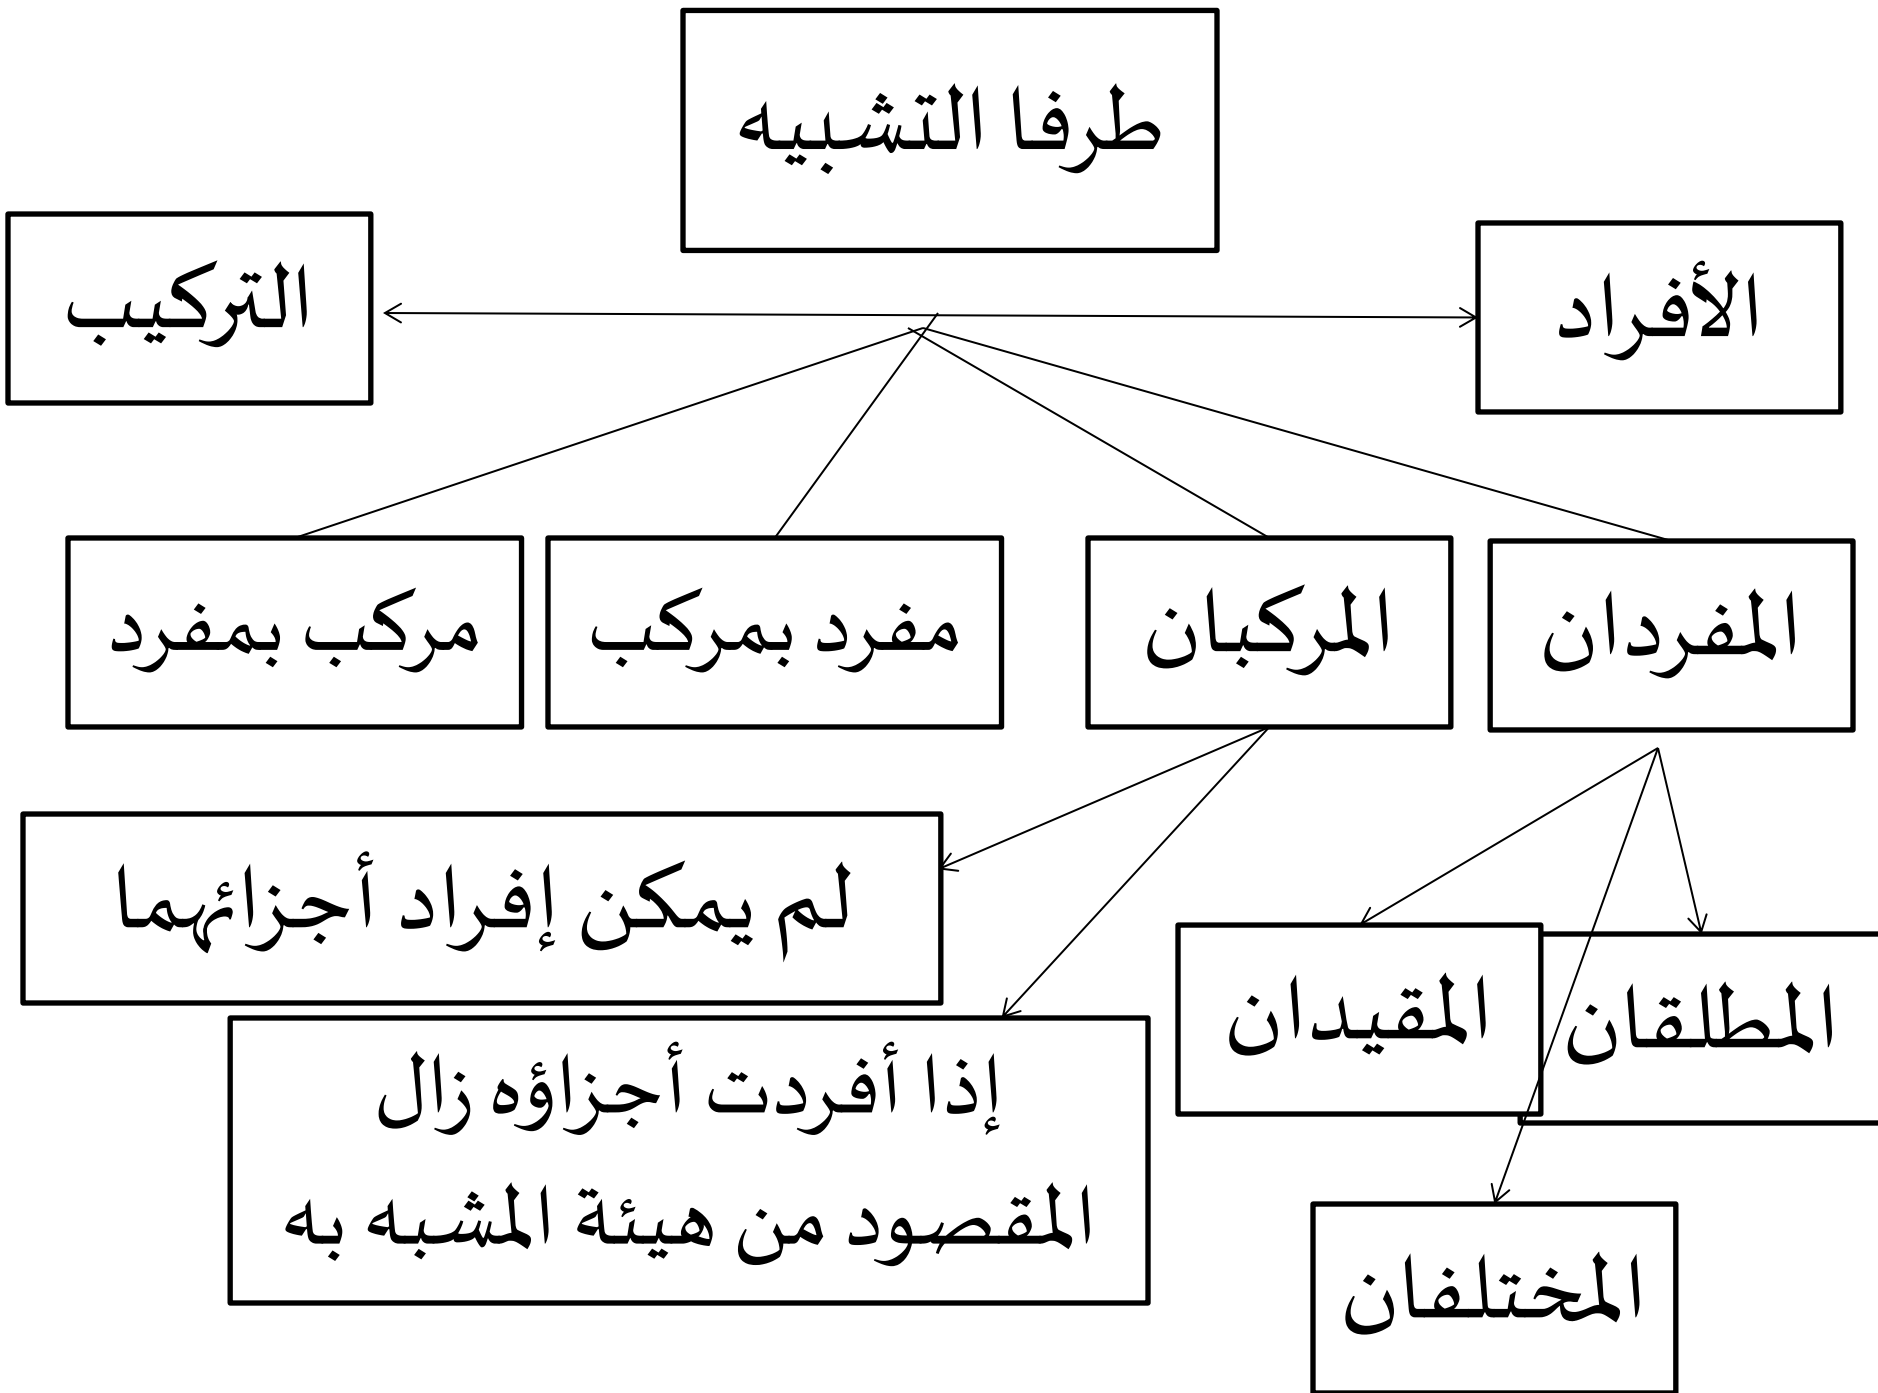 طرفا التشبيه
الأفراد
التركيب
المفردان
المركبان
مفرد بمركب
مركب بمفرد
لم يمكن إفراد أجزائهما
المطلقان
المقيدان
إذا أفردت أجزاؤه زال
المقصود من هيئة المشبه به
المختلفان